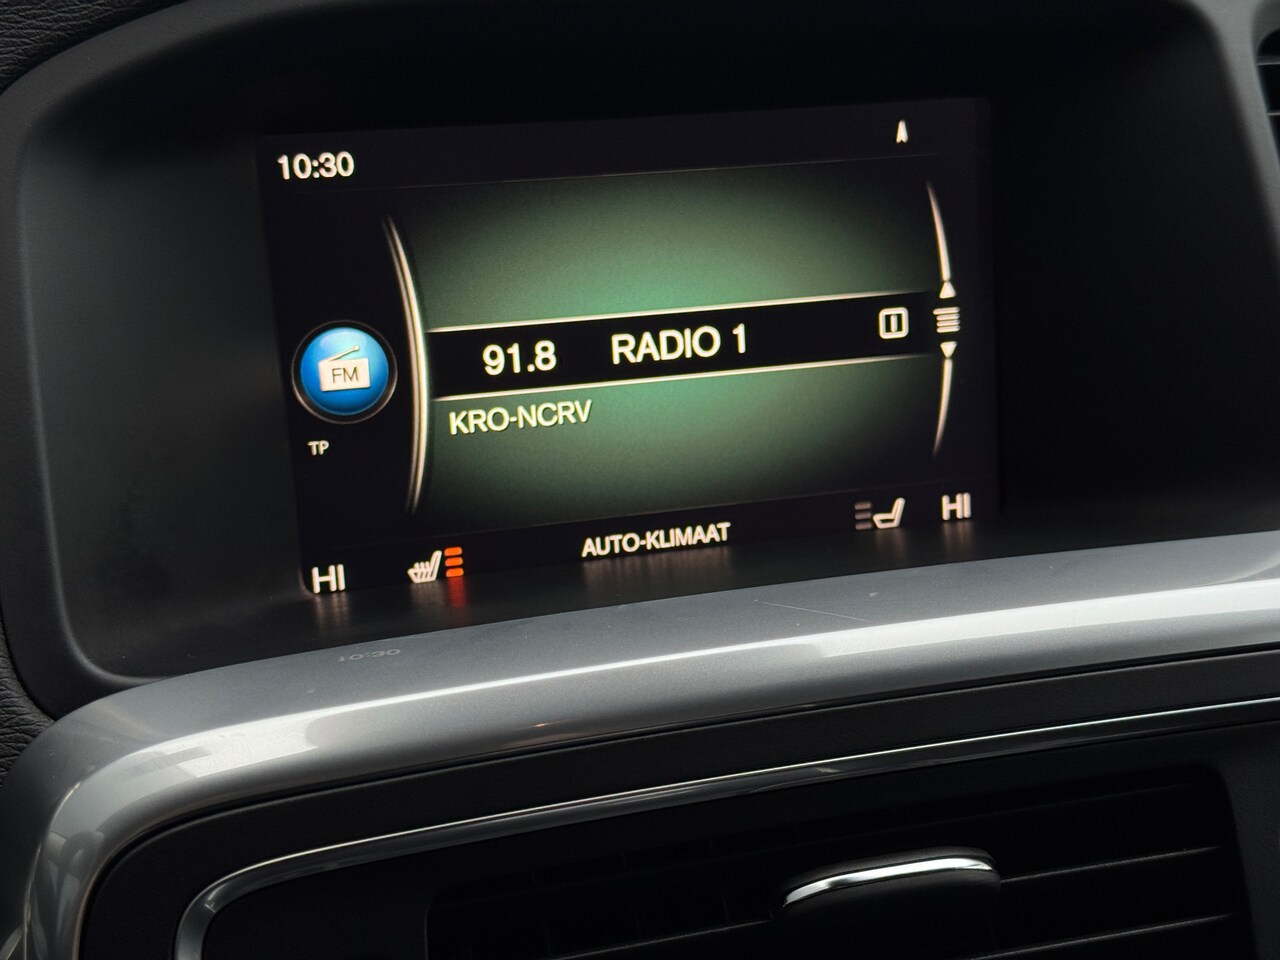 10:30
91.8 RADIO 1
FM
KRO-NCRV
TP
HI AUTO-KLIMAAT HI